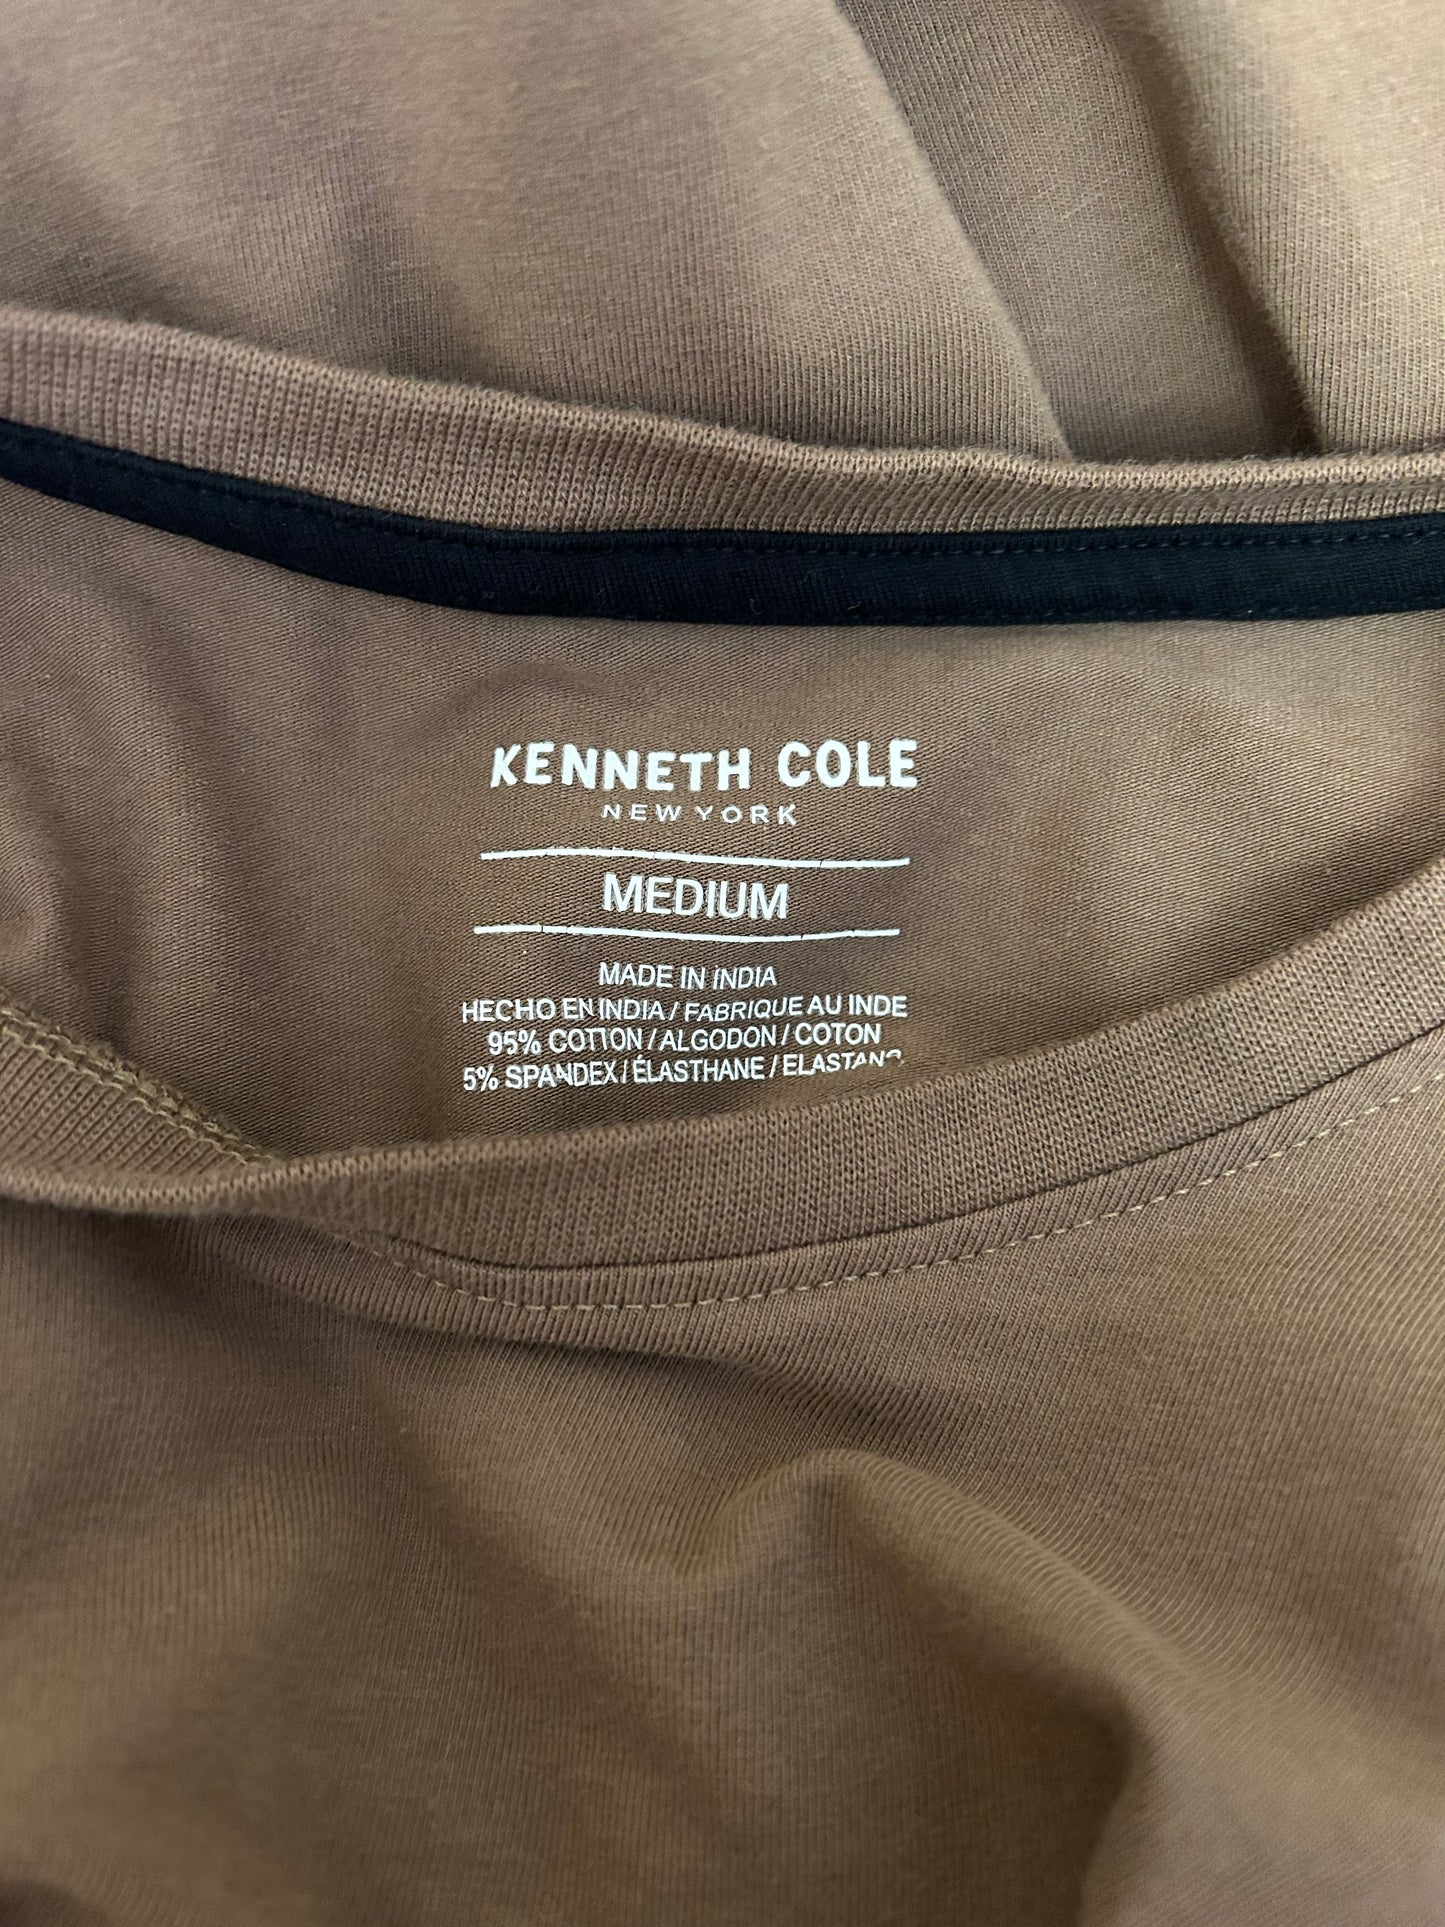 KENNETH COLE
NEW YORK
MEDIUM
MADE IN INDIA
HECHO EN INDIA / FABRIQUE AU INDE
95% COTTON / ALGODON / COTON
5% SPANDEX / ÉLASTHANE / ELASTANO